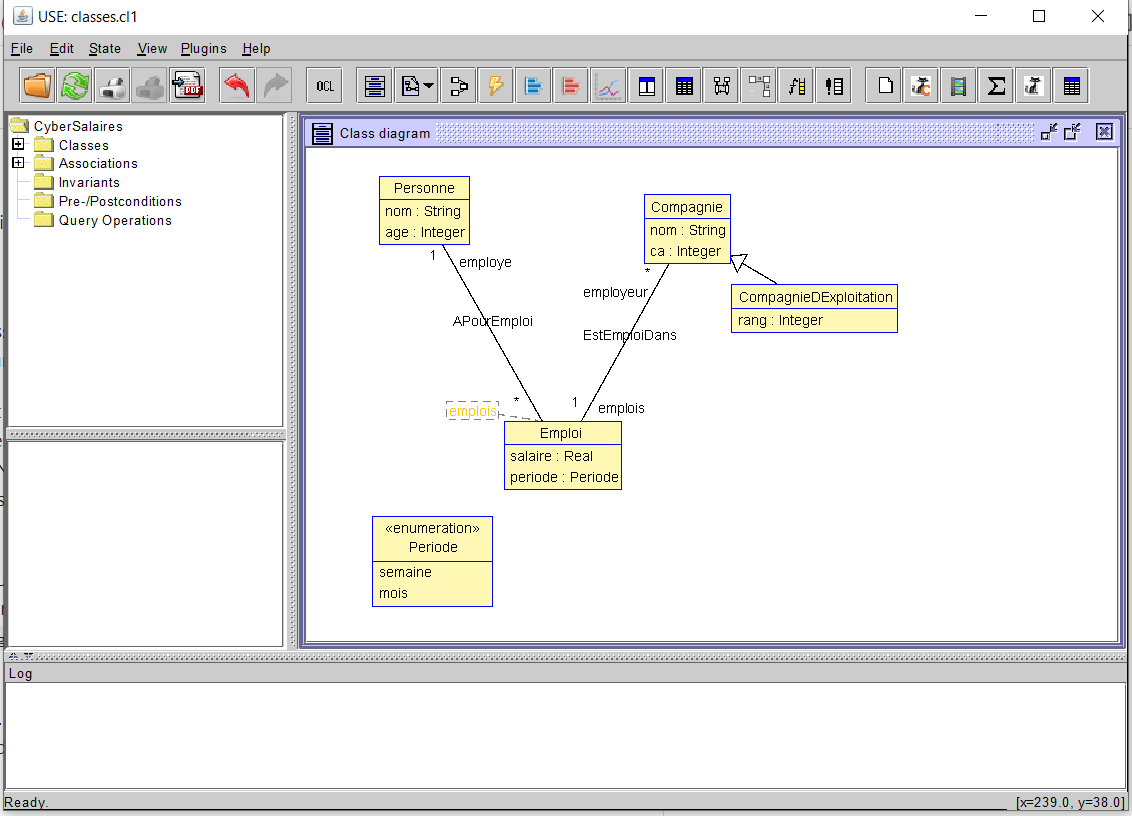 USE: classes.cl1
File Edit State View Plugins Help
OCL
PDF
CyberSalaires
Classes
Associations
Invariants
Pre-/Postconditions
Query Operations
Class diagram
Personne
nom : String
age : Integer
Compagnie
nom : String
ca : Integer
CompagnieDExploitation
rang : Integer
1
employe
*
employeur
APourEmploi
EstEmploiDans
*
emplois
1
emplois
Emploi
salaire : Real
periode : Periode
«enumeration»
Periode
semaine
mois
Log
Ready.
[x=239.0, y=38.0]